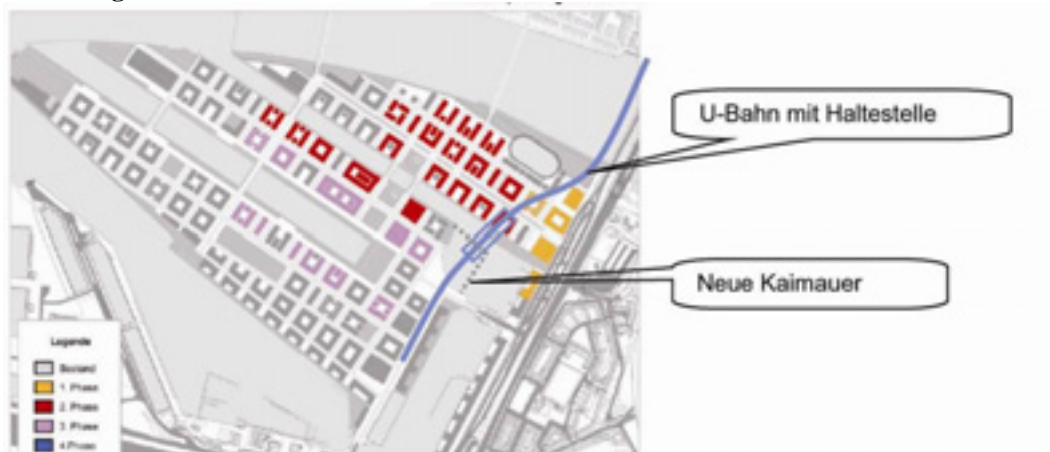 U-Bahn mit Haltestelle
Neue Kaimauer
Legende
Bestand
1. Phase
2. Phase
3. Phase
4.Phase